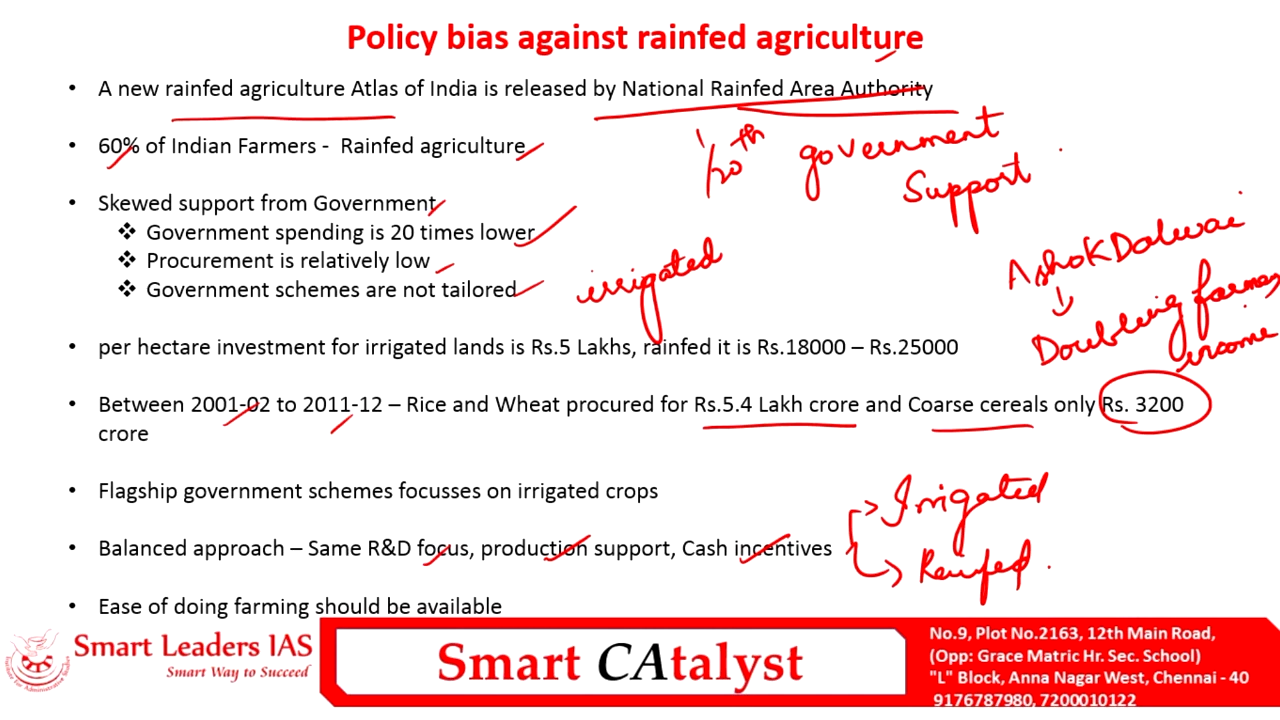 Policy bias against rainfed agriculture
• A new rainfed agriculture Atlas of India is released by National Rainfed Area Authority
• 60% of Indian Farmers - Rainfed agriculture
1/20th government
support
• Skewed support from Government
❖ Government spending is 20 times lower
❖ Procurement is relatively low
❖ Government schemes are not tailored
irrigated
Ashok Dalwai
Doubling farmer
income
• per hectare investment for irrigated lands is Rs.5 Lakhs, rainfed it is Rs.18000 – Rs.25000
• Between 2001-02 to 2011-12 – Rice and Wheat procured for Rs.5.4 Lakh crore and Coarse cereals only Rs. 3200
crore
• Flagship government schemes focusses on irrigated crops
• Balanced approach – Same R&D focus, production support, Cash incentives
Irrigated
Rainfed
• Ease of doing farming should be available
Smart Leaders IAS
Smart Way to Succeed
Smart CAtalyst
No.9, Plot No.2163, 12th Main Road,
(Opp: Grace Matric Hr. Sec. School)
"L" Block, Anna Nagar West, Chennai - 40
9176787980, 7200010122